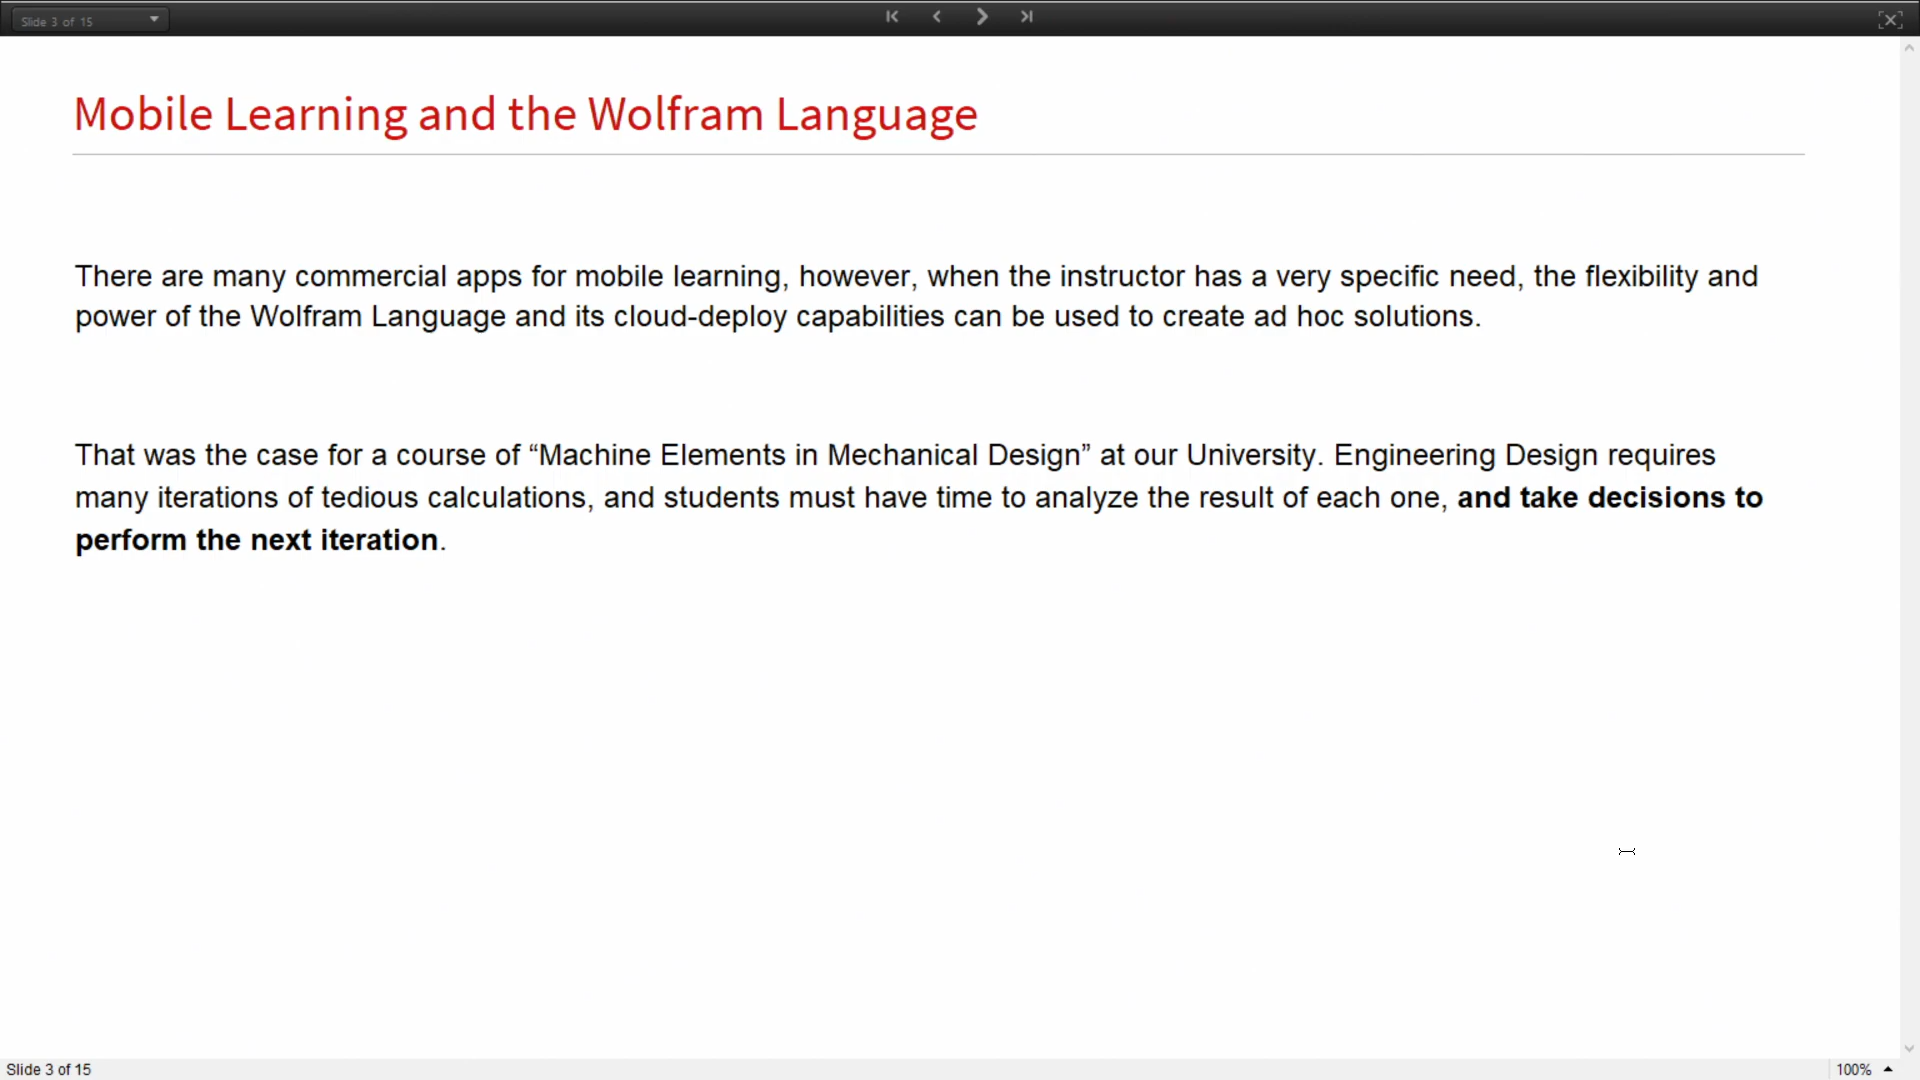 Slide 3 of 15
Mobile Learning and the Wolfram Language
There are many commercial apps for mobile learning, however, when the instructor has a very specific need, the flexibility and
power of the Wolfram Language and its cloud-deploy capabilities can be used to create ad hoc solutions.
That was the case for a course of “Machine Elements in Mechanical Design” at our University. Engineering Design requires
many iterations of tedious calculations, and students must have time to analyze the result of each one, and take decisions to
perform the next iteration.
Slide 3 of 15
100%